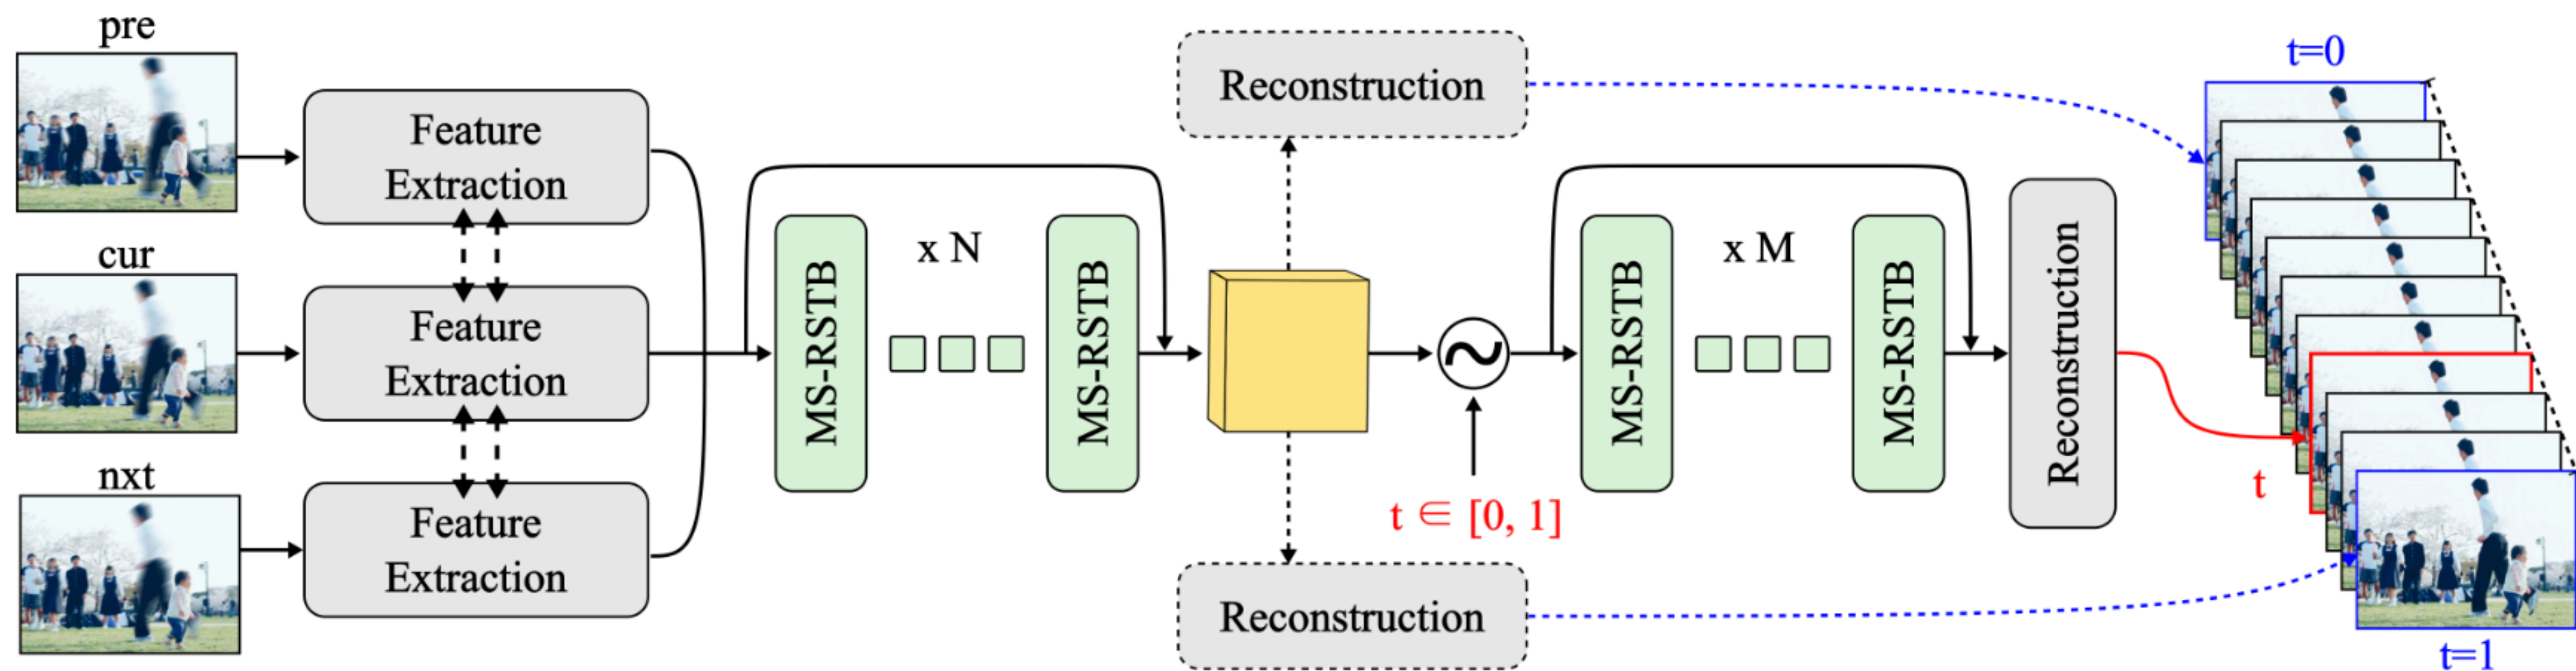 pre
Feature
Extraction
cur
Feature
Extraction
nxt
Feature
Extraction
MS-RSTB
x N
MS-RSTB
Reconstruction
Reconstruction
~
t ∈ [0, 1]
MS-RSTB
x M
MS-RSTB
Reconstruction
t=0
t
t=1